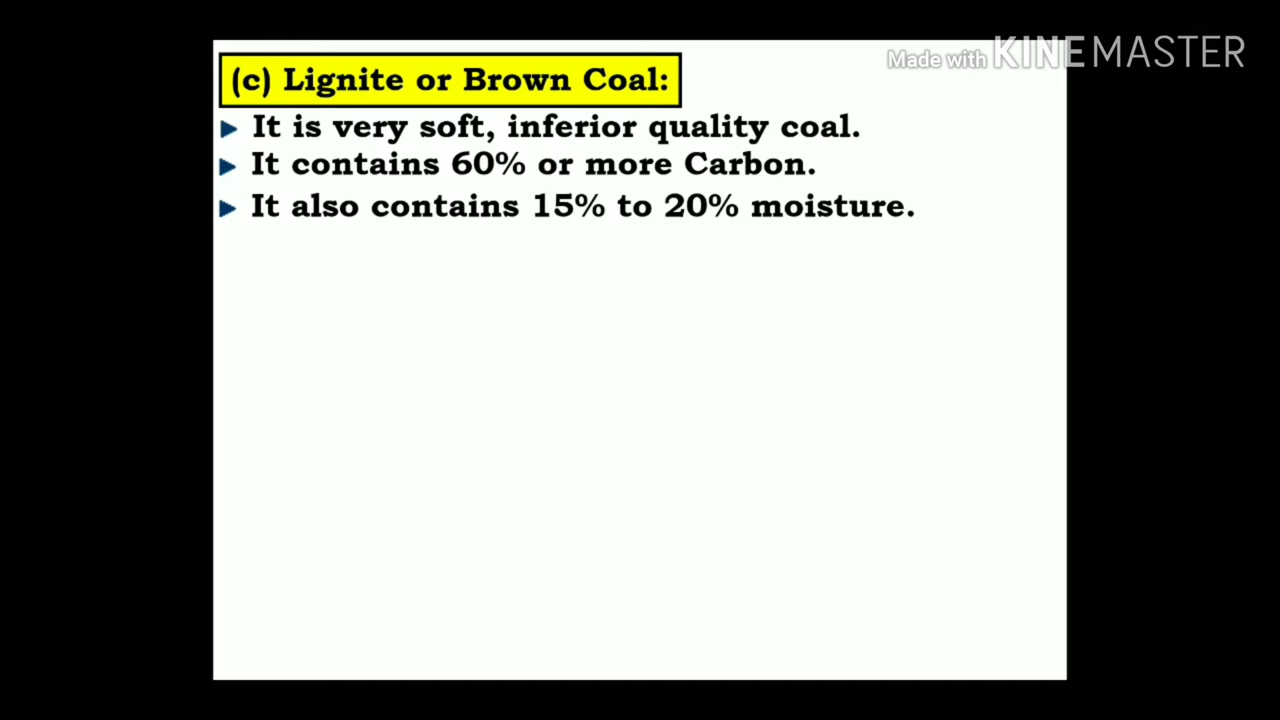 Made with KINEMASTER
(c) Lignite or Brown Coal:
► It is very soft, inferior quality coal.
► It contains 60% or more Carbon.
► It also contains 15% to 20% moisture.